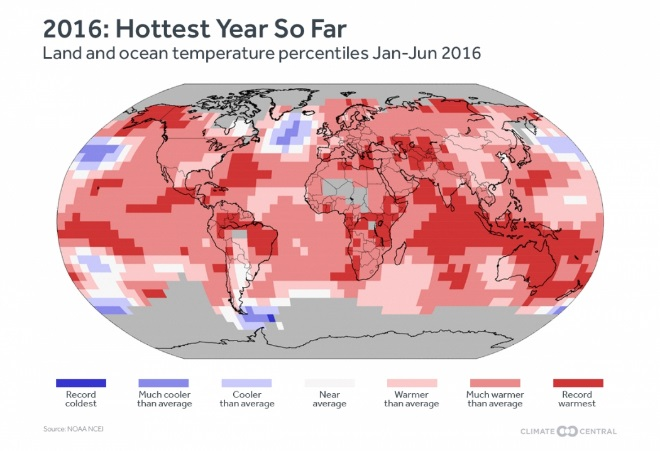 2016: Hottest Year So Far
Land and ocean temperature percentiles Jan-Jun 2016
Record
coldest
Much cooler
than average
Cooler
than average
Near
average
Warmer
than average
Much warmer
than average
Record
warmest
Source: NOAA NCEI
CLIMATE CENTRAL